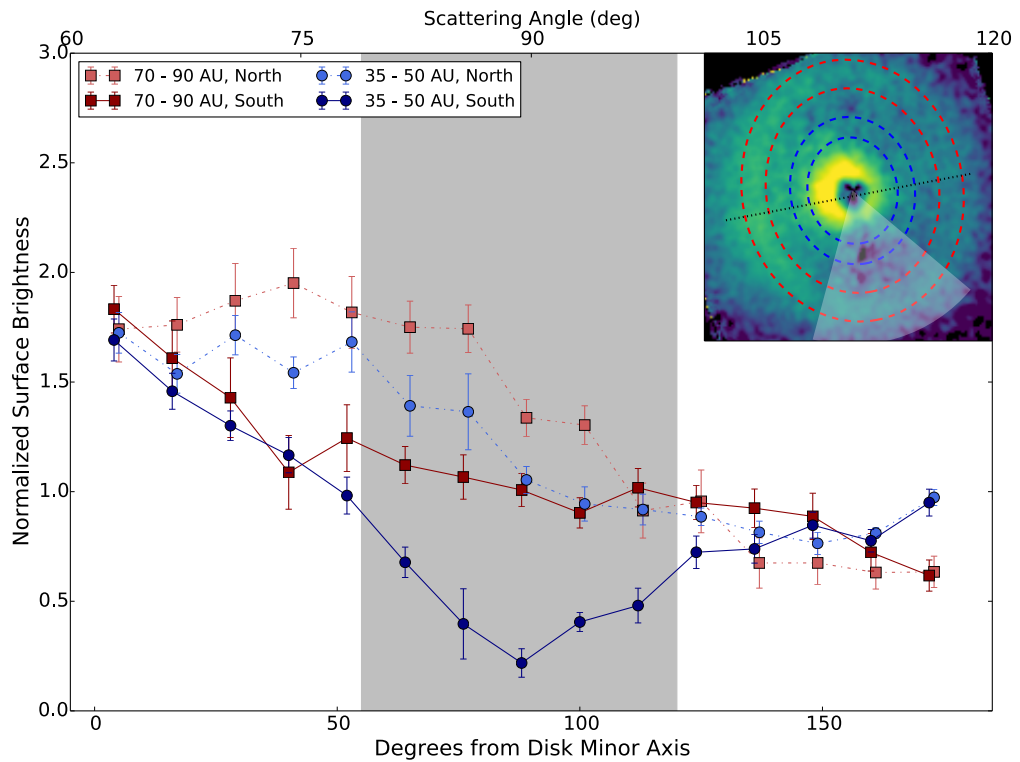 Scattering Angle (deg)
60 75 90 105 120
3.0
2.5
2.0
1.5
1.0
0.5
0.0
Normalized Surface Brightness
70 - 90 AU, North
70 - 90 AU, South
35 - 50 AU, North
35 - 50 AU, South
0 50 100 150
Degrees from Disk Minor Axis